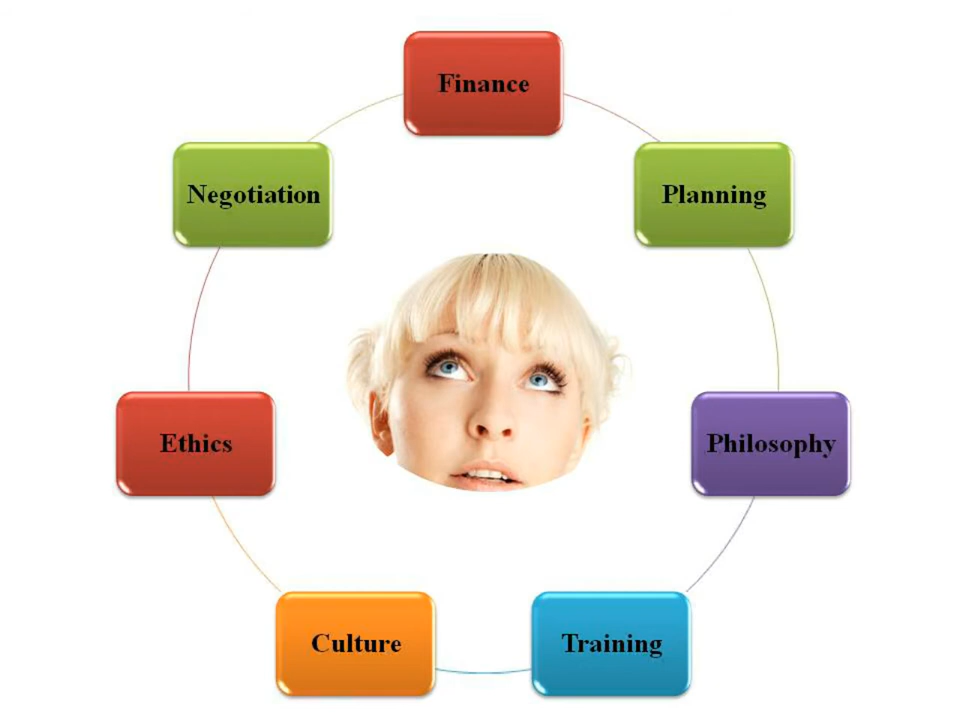 Finance
Planning
Philosophy
Training
Culture
Ethics
Negotiation